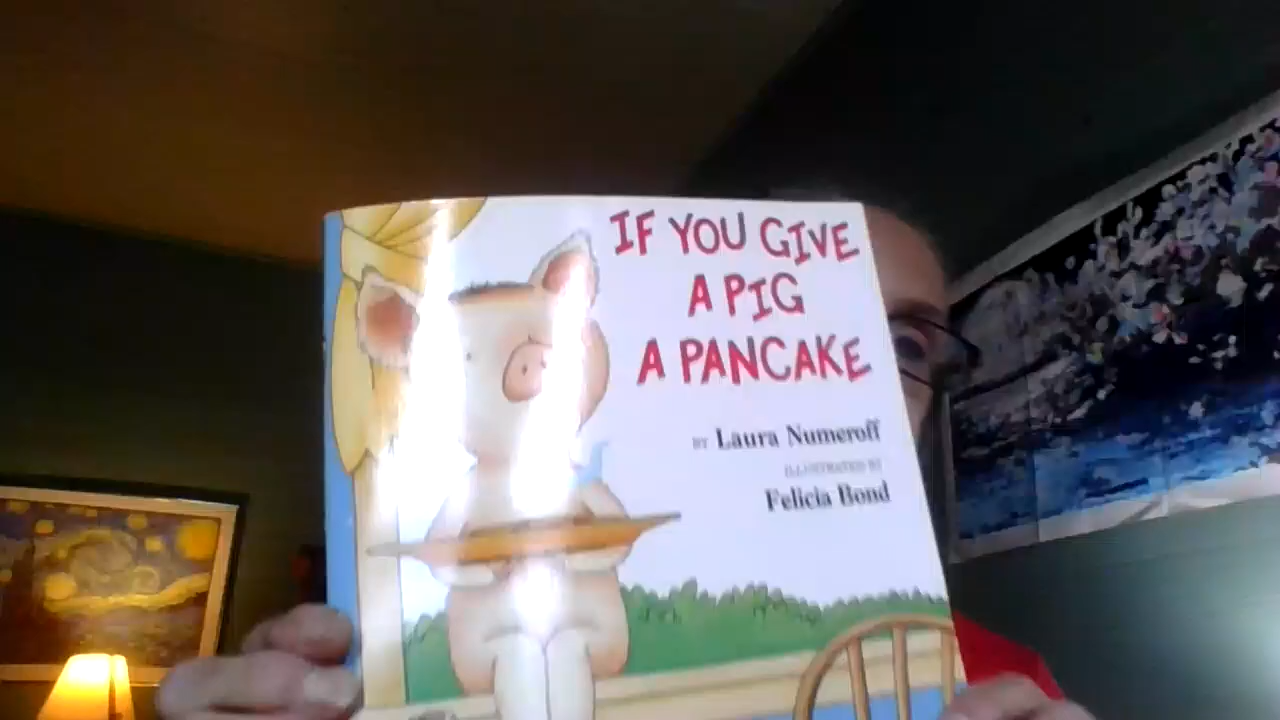 IF YOU GIVE
A PIG
A PANCAKE
BY Laura Numeroff
ILLUSTRATED BY
Felicia Bond